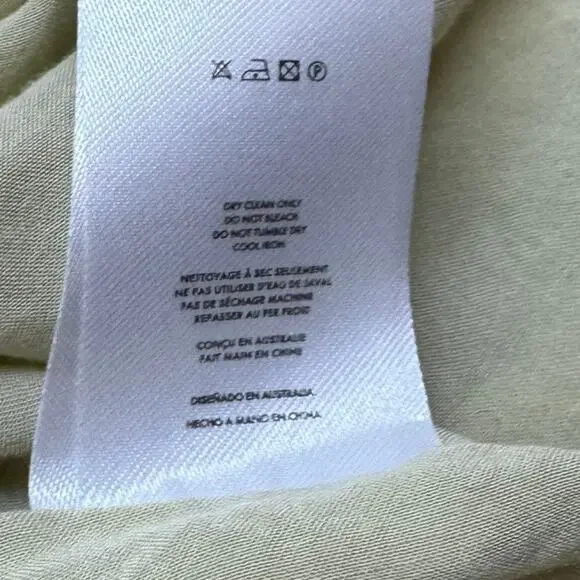 DRY CLEAN ONLY
DO NOT BLEACH
DO NOT TUMBLE DRY
COOL IRON
NETTOYAGE À SEC SEULEMENT
NE PAS UTILISER D'EAU DE JAVAL
PAS DE SÉCHAGE MACHINE
REPASSER AU FER FROID
CONÇU EN AUSTRALIE
FAIT MAIN EN CHINE
DISEÑADO EN AUSTRALIA
HECHO A MANO EN CHINA